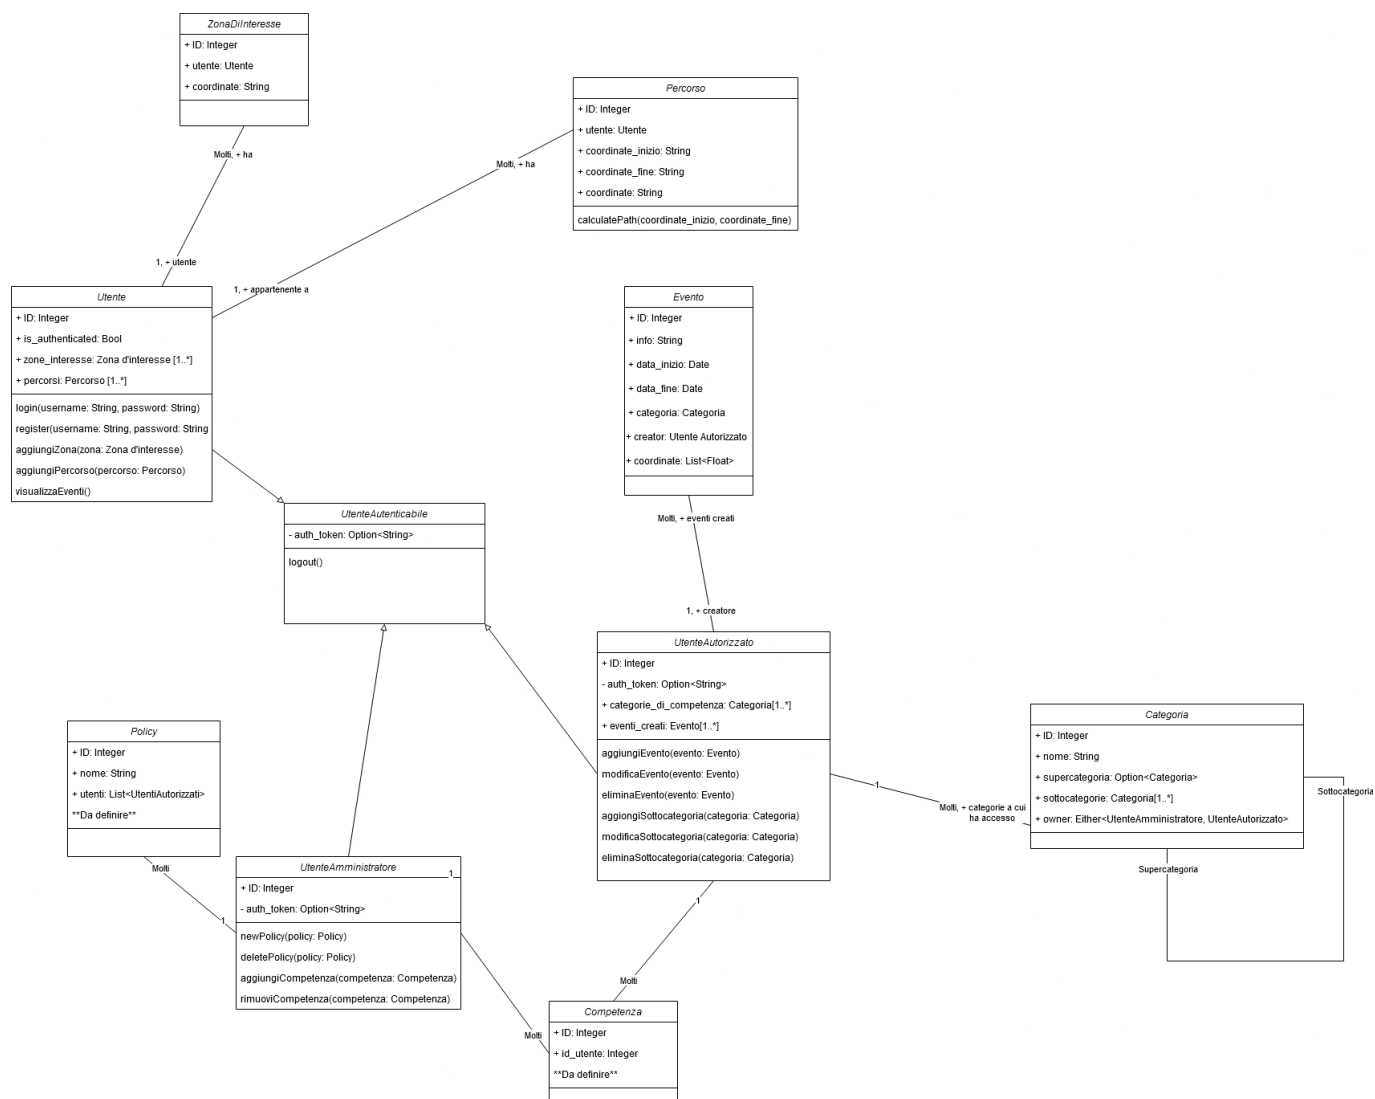 ZonaDiInteresse
+ ID: Integer
+ utente: Utente
+ coordinate: String
Molti, + ha
1, + utente
Percorso
+ ID: Integer
+ utente: Utente
+ coordinate_inizio: String
+ coordinate_fine: String
+ coordinate: String
calculatePath(coordinate_inizio, coordinate_fine)
Molti, + ha
1, + appartenente a
Utente
+ ID: Integer
+ is_authenticated: Bool
+ zone_interesse: Zona d'interesse [1..*]
+ percorsi: Percorso [1..*]
login(username: String, password: String)
register(username: String, password: String
aggiungiZona(zona: Zona d'interesse)
aggiungiPercorso(percorso: Percorso)
visualizzaEventi()
Evento
+ ID: Integer
+ info: String
+ data_inizio: Date
+ data_fine: Date
+ categoria: Categoria
+ creator: Utente Autorizzato
+ coordinate: List<Float>
Molti, + eventi creati
1, + creatore
UtenteAutenticabile
- auth_token: Option<String>
logout()
UtenteAutorizzato
+ ID: Integer
- auth_token: Option<String>
+ categorie_di_competenza: Categoria[1..*]
+ eventi_creati: Evento[1..*]
aggiungiEvento(evento: Evento)
modificaEvento(evento: Evento)
eliminaEvento(evento: Evento)
aggiongiSottocategoria(categoria: Categoria)
modificaSottocategoria(categoria: Categoria)
eliminaSottocategoria(categoria: Categoria)
1
Molti, + categorie a cui
ha accesso
Categoria
+ ID: Integer
+ nome: String
+ supercategoria: Option<Categoria>
+ sottocategorie: Categoria[1..*]
+ owner: Either<UtenteAmministratore, UtenteAutorizzato>
Sottocategoria
Supercategoria
Policy
+ ID: Integer
+ nome: String
+ utenti: List<UtentiAutorizzati>
**Da definire**
Molti
1
UtenteAmministratore
1
+ ID: Integer
- auth_token: Option<String>
newPolicy(policy: Policy)
deletePolicy(policy: Policy)
aggiungiCompetenza(competenza: Competenza)
rimuoviCompetenza(competenza: Competenza)
1
Molti
Molti
Competenza
+ ID: Integer
+ id_utente: Integer
**Da definire**